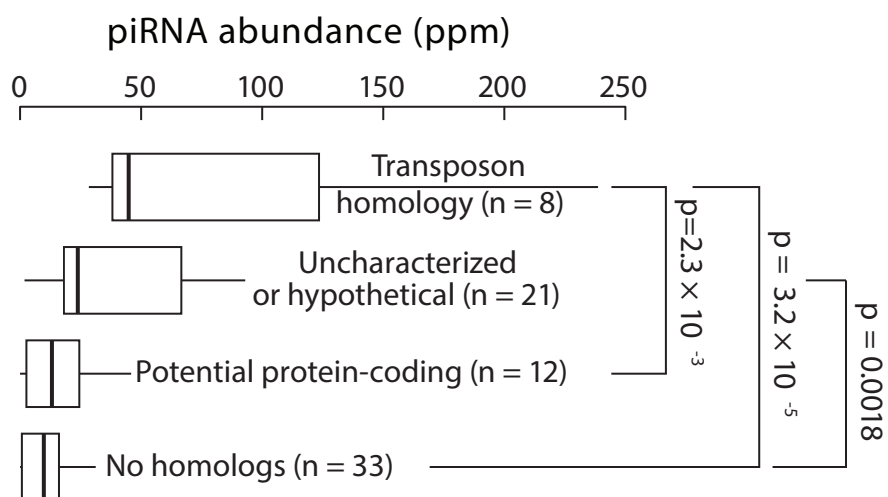 piRNA abundance (ppm)
0 50 100 150 200 250
Transposon
homology (n = 8)
Uncharacterized
or hypothetical (n = 21)
Potential protein-coding (n = 12)
No homologs (n = 33)
p=2.3 × 10 -3
p = 3.2 × 10 -5
p = 0.0018